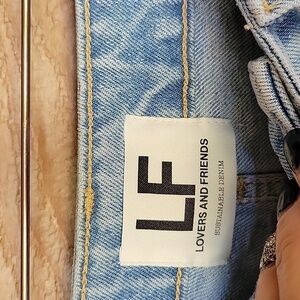 LF
LOVERS AND FRIENDS
SUSTAINABLE DENIM